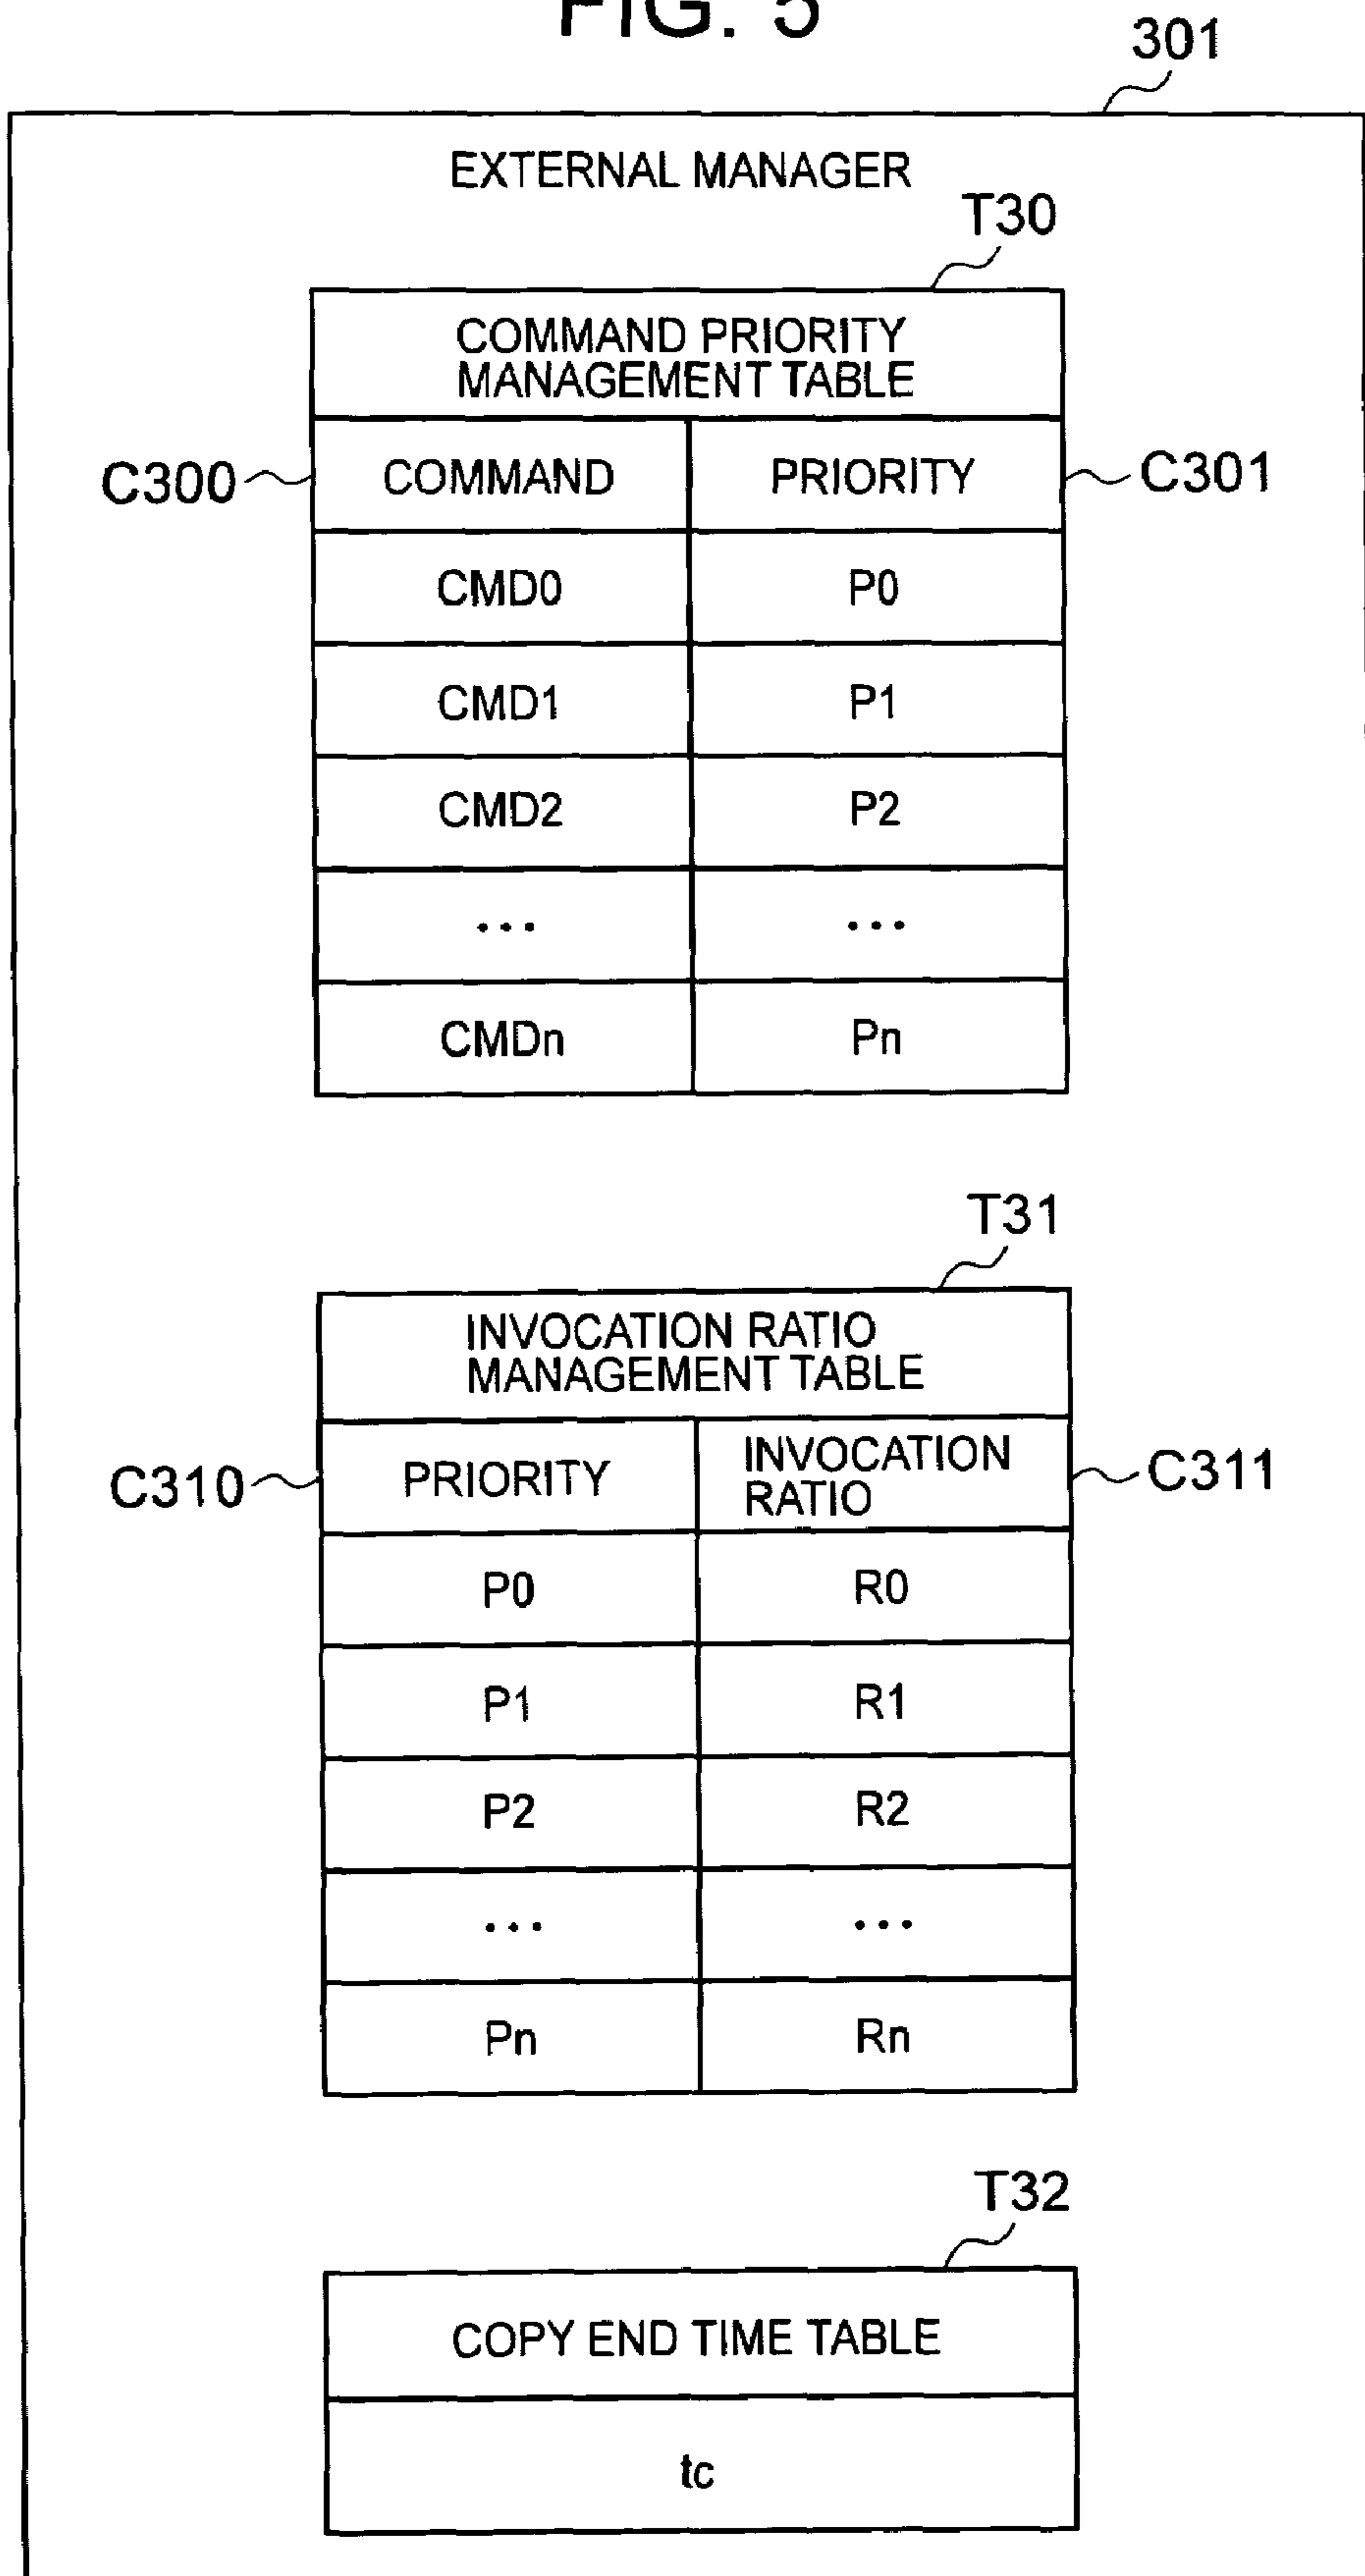 FIG. 5
301
EXTERNAL MANAGER
T30
COMMAND PRIORITY
MANAGEMENT TABLE
C300 COMMAND PRIORITY C301
CMD0 P0
CMD1 P1
CMD2 P2
... ...
CMDn Pn
T31
INVOCATION RATIO
MANAGEMENT TABLE
C310 PRIORITY INVOCATION RATIO C311
P0 R0
P1 R1
P2 R2
... ...
Pn Rn
T32
COPY END TIME TABLE
tc